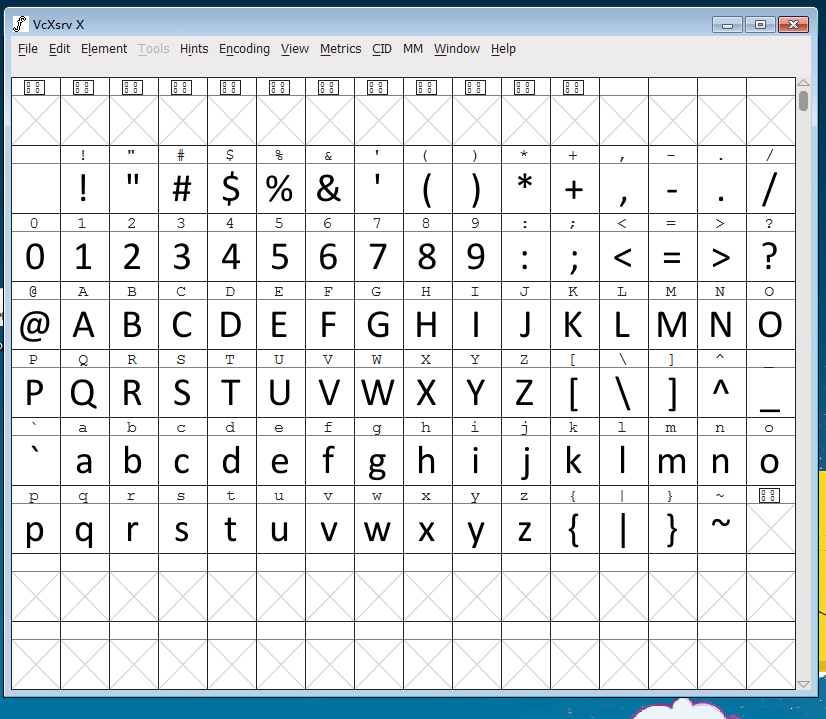 VcXsrv X
File Edit Element Tools Hints Encoding View Metrics CID MM Window Help
! " # $ % & ' ( ) * + , - . /
! " # $ % & ' ( ) * + , - . /
0 1 2 3 4 5 6 7 8 9 : ; < = > ?
0 1 2 3 4 5 6 7 8 9 : ; < = > ?
@ A B C D E F G H I J K L M N O
@ A B C D E F G H I J K L M N O
P Q R S T U V W X Y Z [ \ ] ^ _
P Q R S T U V W X Y Z [ \ ] ^ _
` a b c d e f g h i j k l m n o
` a b c d e f g h i j k l m n o
p q r s t u v w x y z { | } ~
p q r s t u v w x y z { | } ~